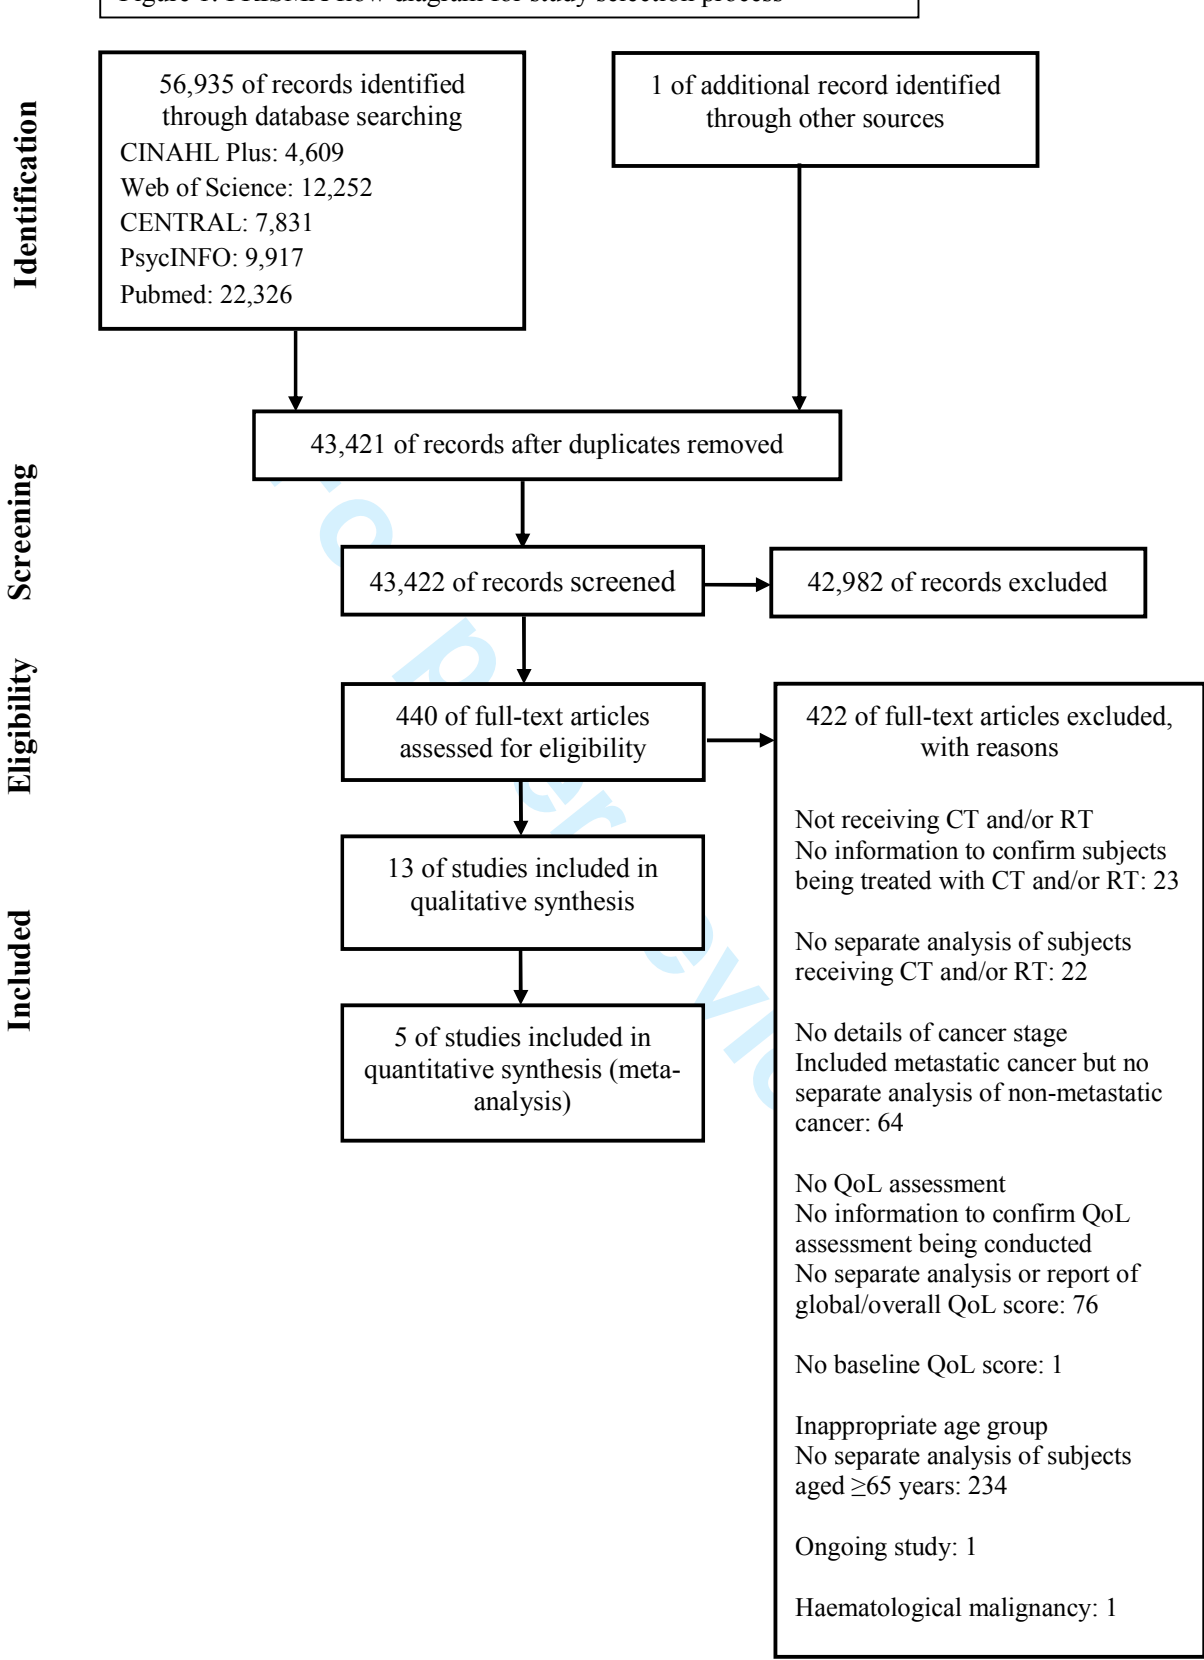 Figure 1. PRISMA flow diagram for study selection process
Identification
56,935 of records identified
through database searching
CINAHL Plus: 4,609
Web of Science: 12,252
CENTRAL: 7,831
PsycINFO: 9,917
Pubmed: 22,326
1 of additional record identified
through other sources
43,421 of records after duplicates removed
Screening
43,422 of records screened
42,982 of records excluded
Eligibility
440 of full-text articles
assessed for eligibility
422 of full-text articles excluded,
with reasons
Not receiving CT and/or RT
No information to confirm subjects
being treated with CT and/or RT: 23
No separate analysis of subjects
receiving CT and/or RT: 22
No details of cancer stage
Included metastatic cancer but no
separate analysis of non-metastatic
cancer: 64
No QoL assessment
No information to confirm QoL
assessment being conducted
No separate analysis or report of
global/overall QoL score: 76
No baseline QoL score: 1
Inappropriate age group
No separate analysis of subjects
aged ≥65 years: 234
Ongoing study: 1
Haematological malignancy: 1
Included
13 of studies included in
qualitative synthesis
5 of studies included in
quantitative synthesis (meta-
analysis)